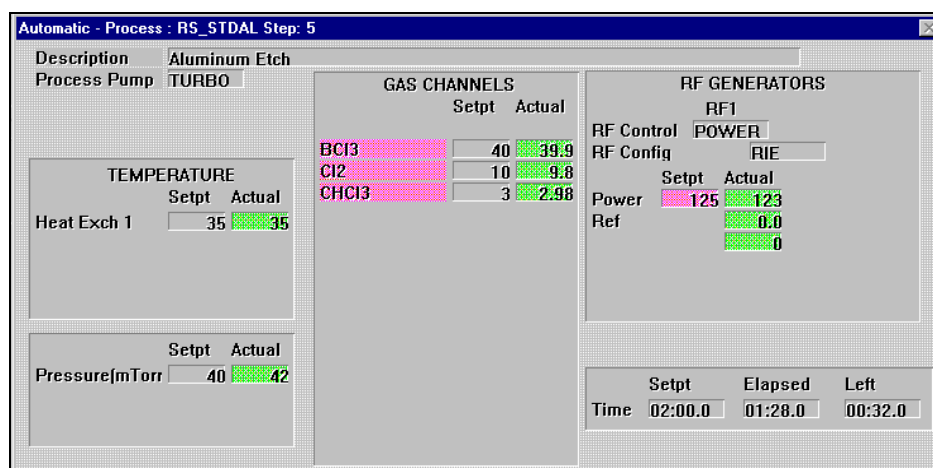 Automatic - Process : RS_STDAL Step: 5
Description Aluminum Etch
Process Pump TURBO
TEMPERATURE
Setpt Actual
Heat Exch 1 35 35
Setpt Actual
Pressure(mTorr 40 42
GAS CHANNELS
Setpt Actual
BCl3 40 39.9
Cl2 10 9.8
CHCl3 3 2.98
RF GENERATORS
RF1
RF Control POWER
RF Config RIE
Setpt Actual
Power 125 123
Ref 0.0
0
Setpt Elapsed Left
Time 02:00.0 01:28.0 00:32.0